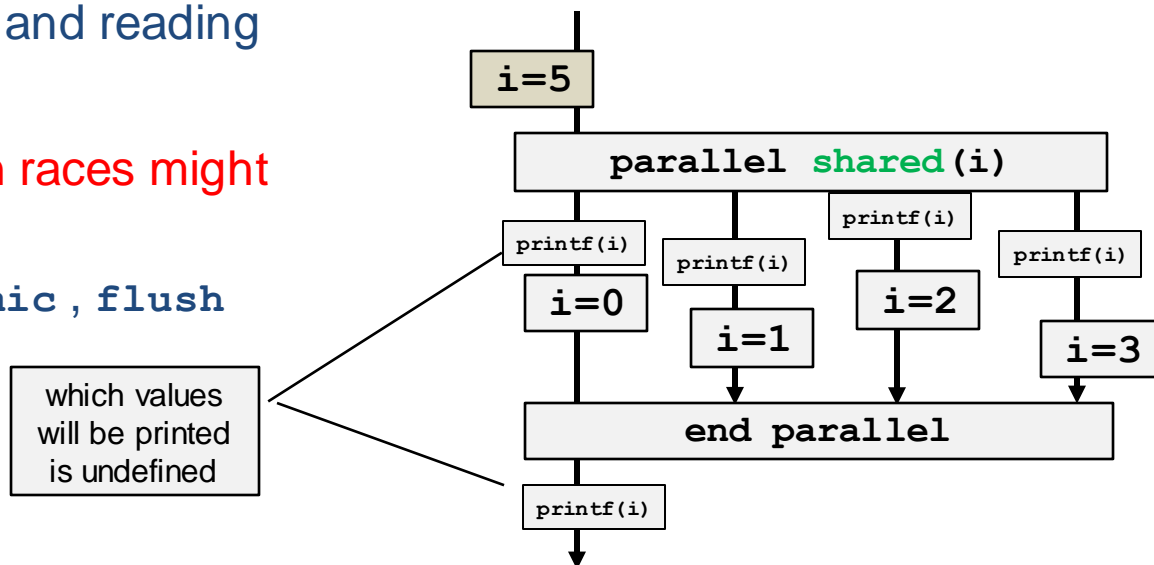 and reading
i=5
races might
parallel shared(i)
printf(i)
printf(i)
printf(i)
printf(i)
, flush
i=0
i=1
i=2
i=3
which values
will be printed
is undefined
end parallel
printf(i)